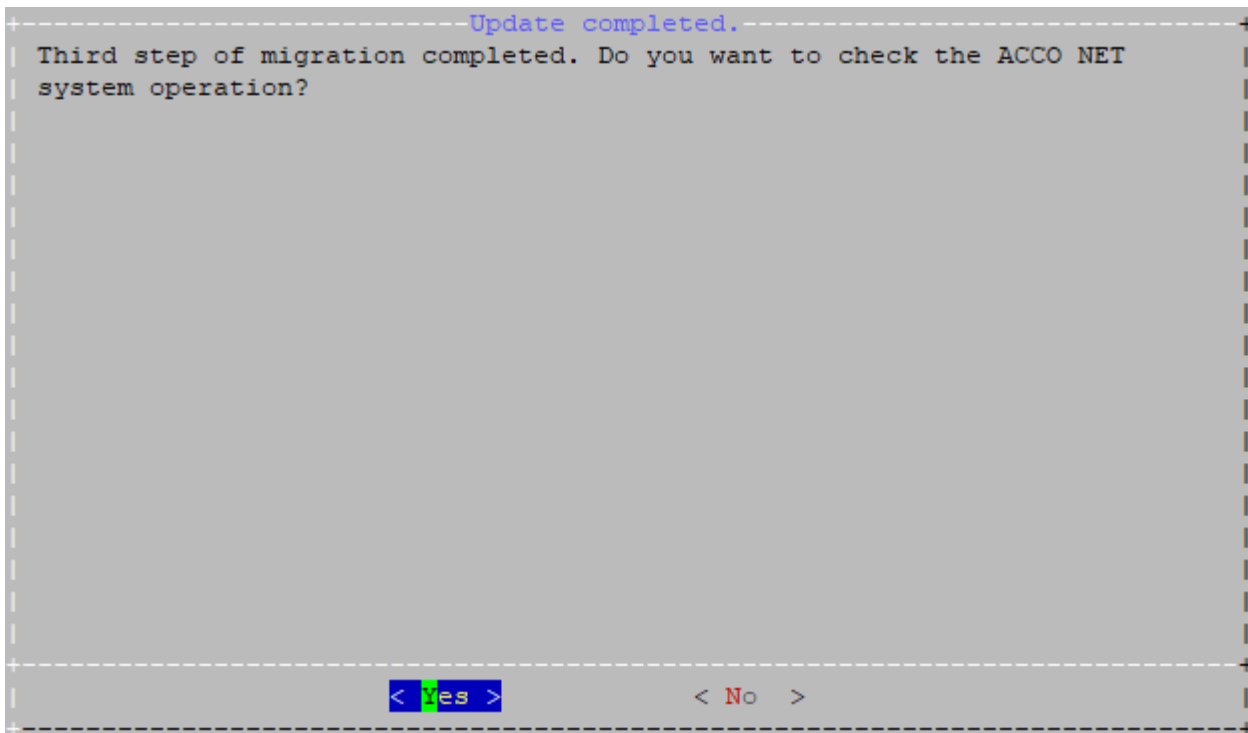 Update completed.
Third step of migration completed. Do you want to check the ACCO NET
system operation?
< Yes > < No >